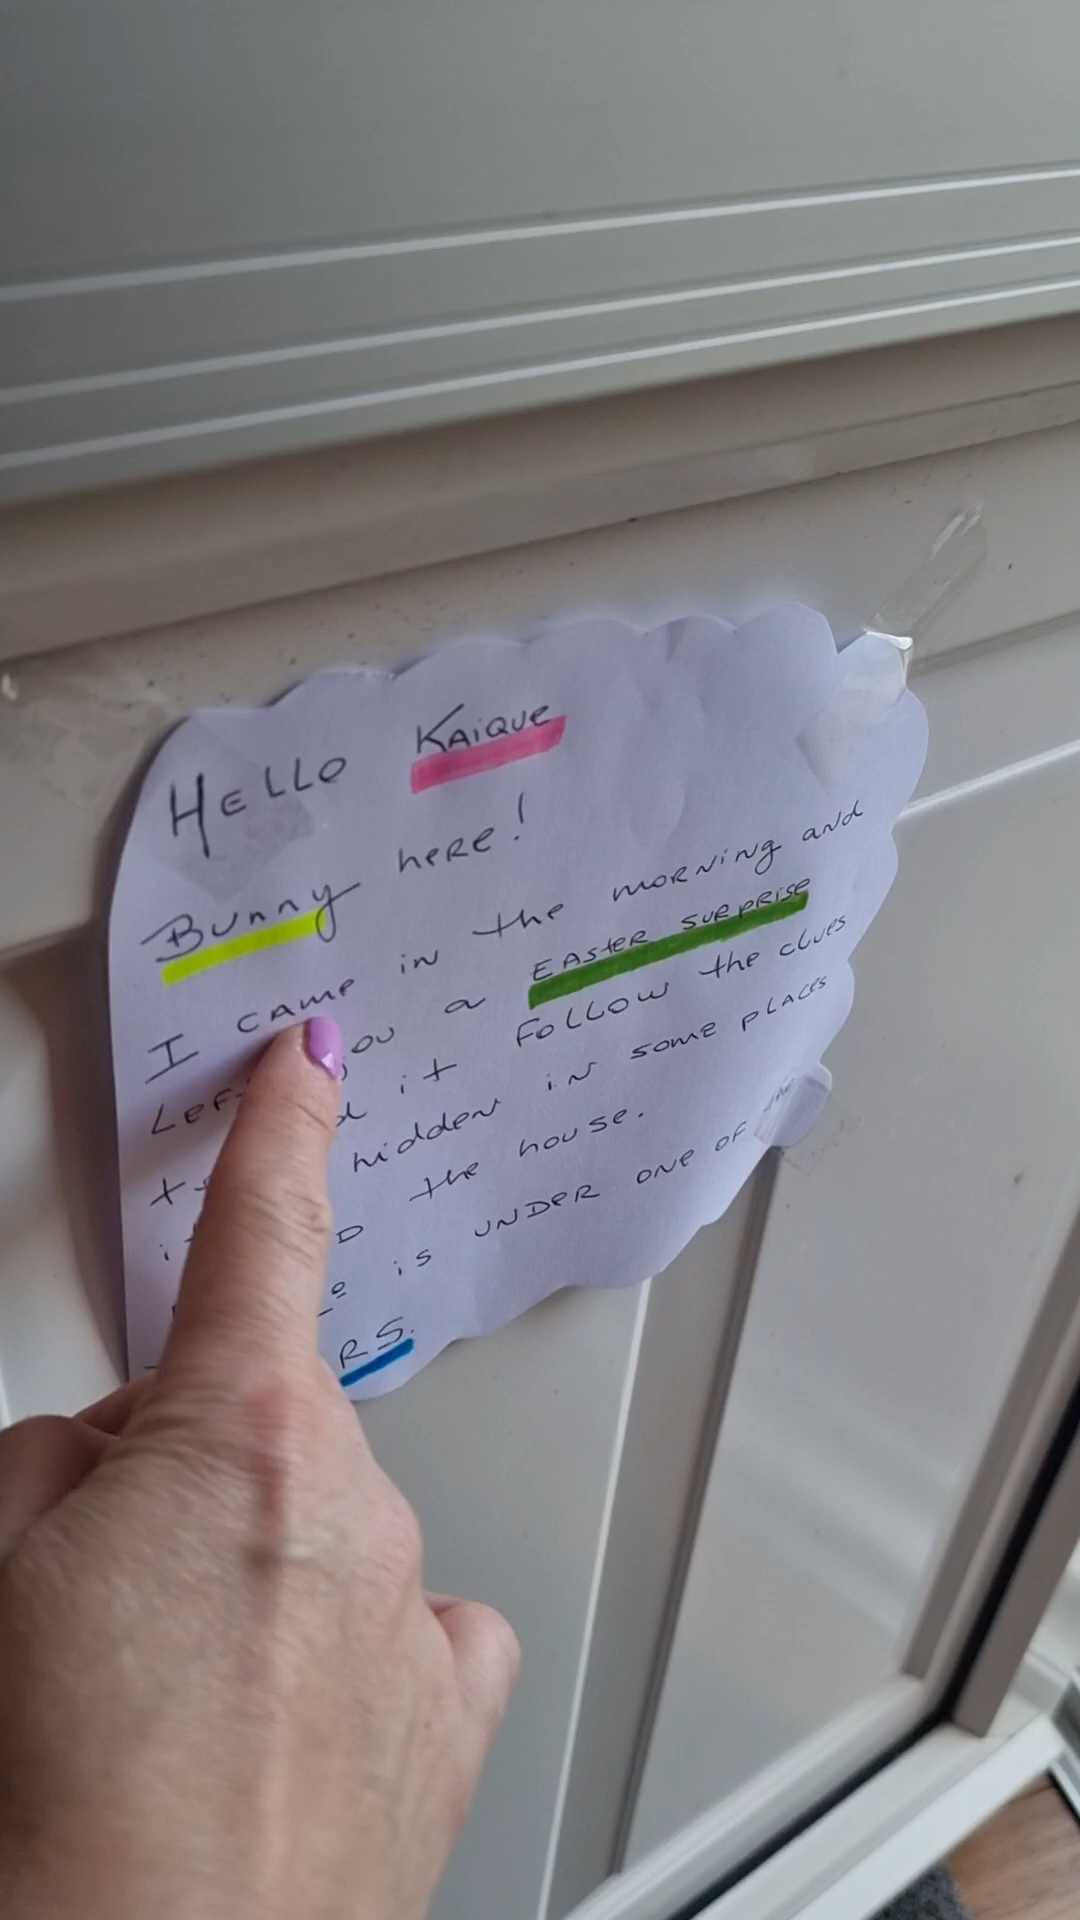 Hello Kaique
Bunny here!
I came in the morning and
you a Easter surprise
it follow the clues
hidden in some places
the house.
is under one of
RS.